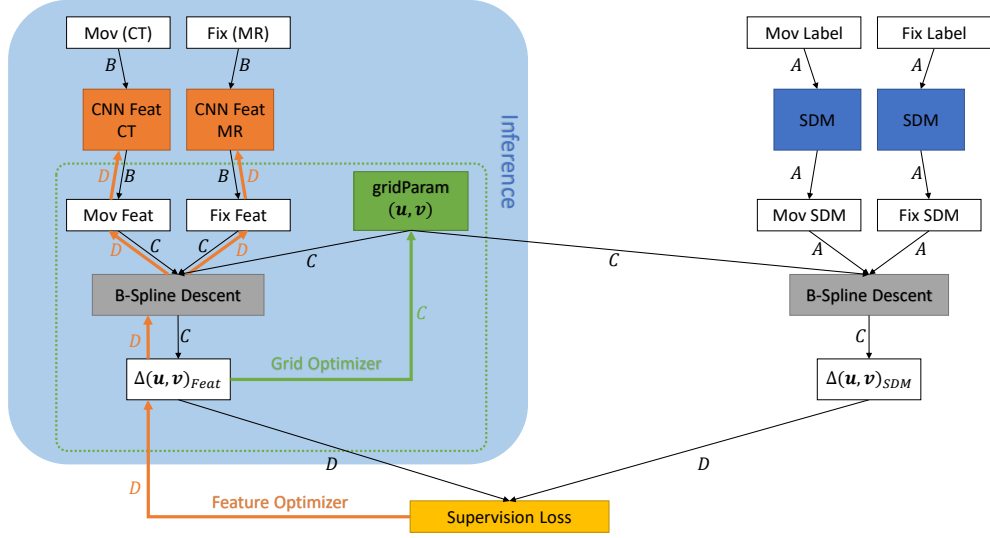 Mov (CT)
Fix (MR)
Mov Label
Fix Label
B
B
A
A
CNN Feat
CT
CNN Feat
MR
SDM
SDM
Inference
D
B
B
D
A
A
gridParam
(u, v)
Mov Feat
Fix Feat
Mov SDM
Fix SDM
D
C
C
D
C
C
A
A
B-Spline Descent
B-Spline Descent
D
C
C
C
Grid Optimizer
Δ(u, v)Feat
Δ(u, v)SDM
D
D
D
Feature Optimizer
Supervision Loss